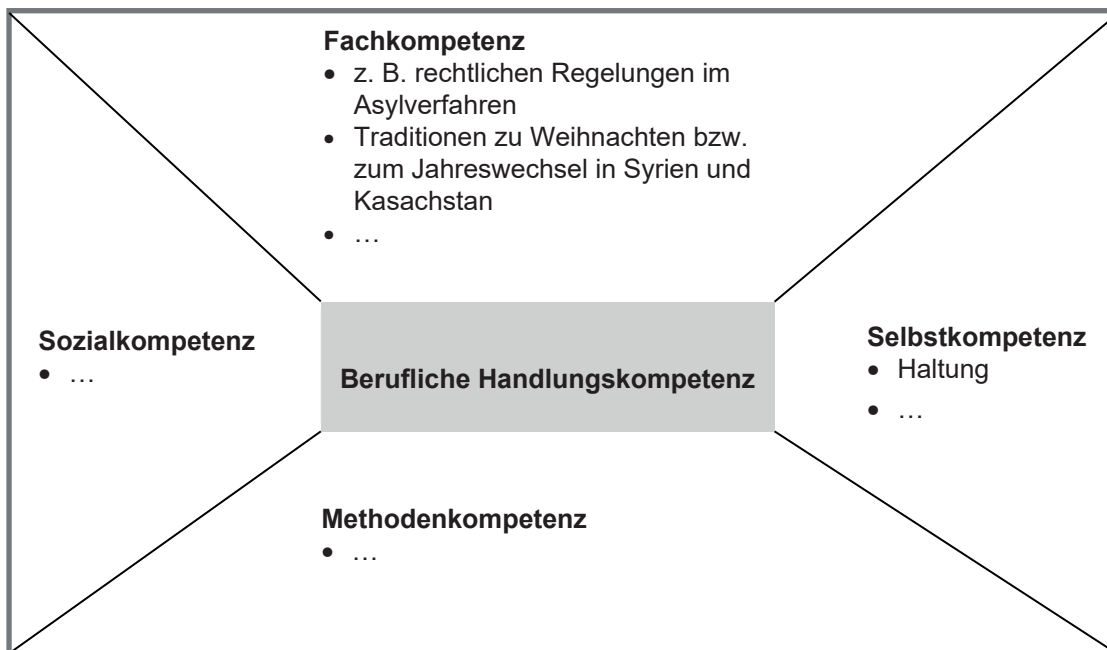 Fachkompetenz
• z. B. rechtlichen Regelungen im
Asylverfahren
• Traditionen zu Weihnachten bzw.
zum Jahreswechsel in Syrien und
Kasachstan
• …
Sozialkompetenz
• …
Berufliche Handlungskompetenz
Selbstkompetenz
• Haltung
• …
Methodenkompetenz
• …